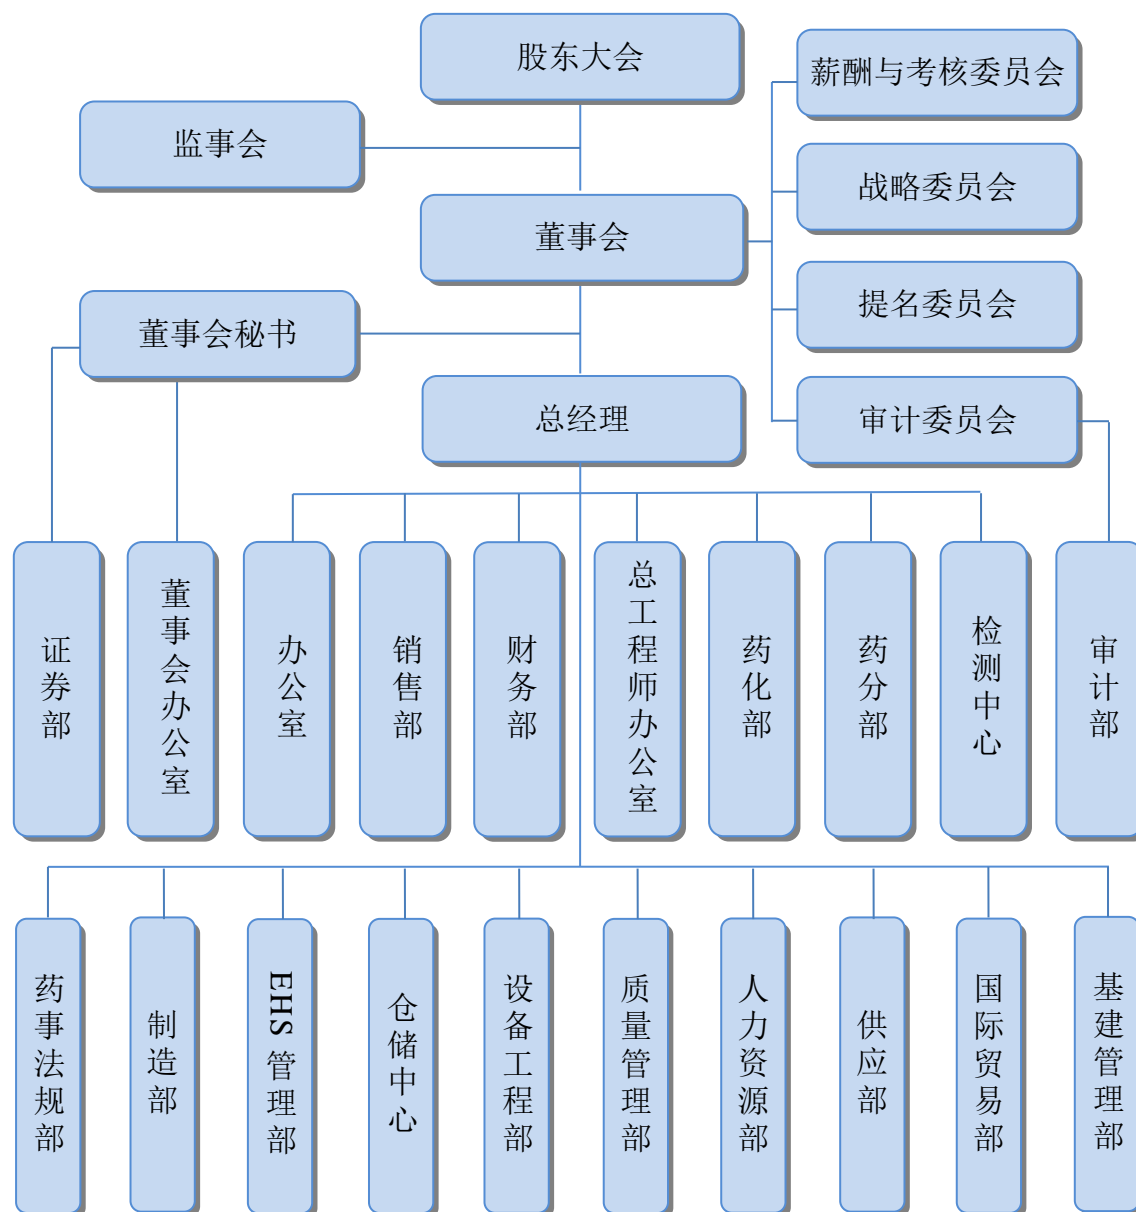 股东大会
薪酬与考核委员会
监事会
战略委员会
董事会
提名委员会
董事会秘书
总经理
审计委员会
证券部
董事会办公室
办公室
销售部
财务部
总工程师办公室
药化部
药分部
检测中心
审计部
药事法规部
制造部
EHS 管理部
仓储中心
设备工程部
质量管理部
人力资源部
供应部
国际贸易部
基建管理部